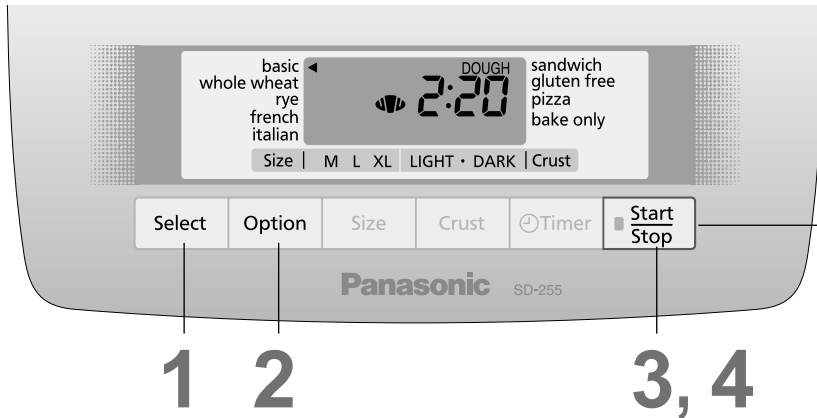 basic ◄
whole wheat
rye
french
italian
DOUGH
2:20
sandwich
gluten free
pizza
bake only
Size | M L XL LIGHT • DARK | Crust
Select Option Size Crust Timer Start
Stop
Panasonic SD-255
1 2 3, 4